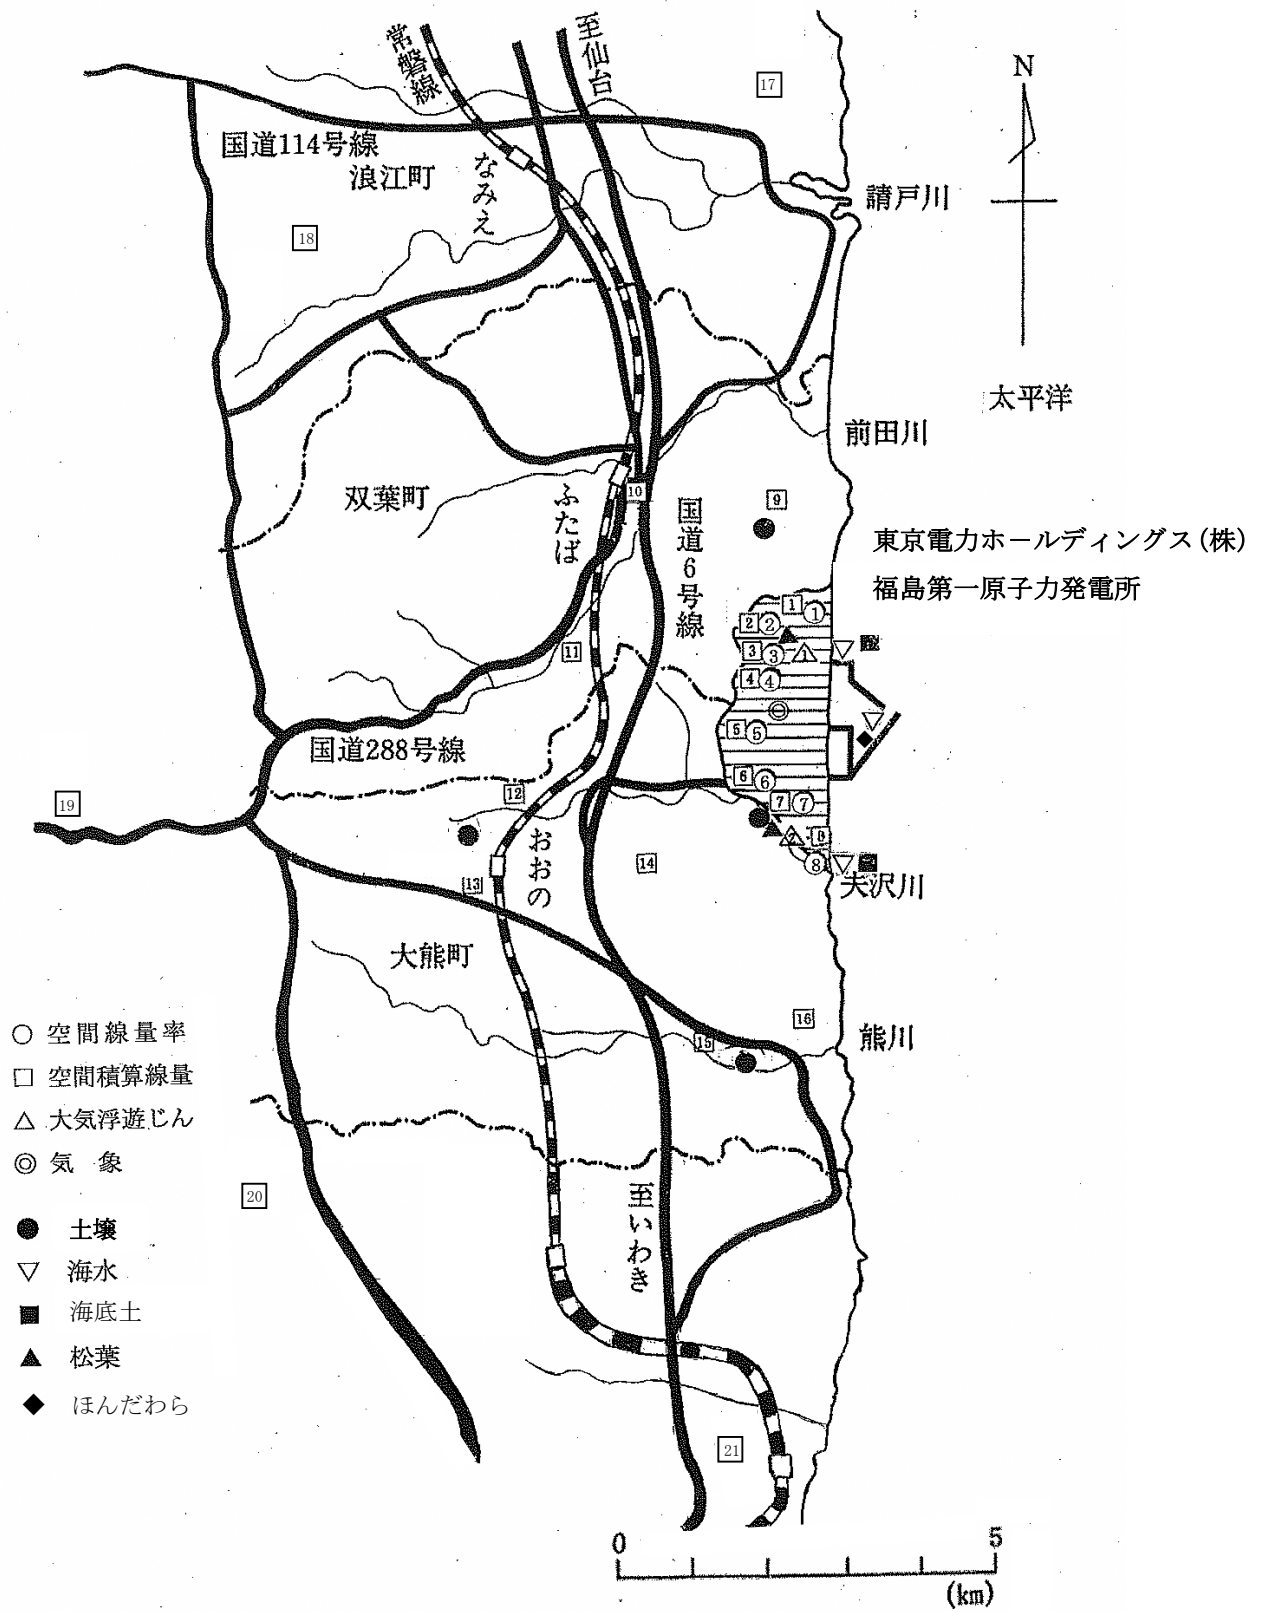 常磐線
至仙台
N
17
国道114号線
浪江町
なみえ
請戸川
18
太平洋
前田川
双葉町
ふたば
10
国道6号線
9
東京電力ホールディングス(株)
福島第一原子力発電所
1 ①
2 ②
3 ③ 1
4 ④
5 ⑤
6 ⑥
7 ⑦
2 8
⑧
11
国道288号線
12
19
おおの
14
13
夫沢川
大熊町
16
15
熊川
○ 空間線量率
□ 空間積算線量
△ 大気浮遊じん
◎ 気象
● 土壌
▽ 海水
■ 海底土
▲ 松葉
◆ ほんだわら
20
至いわき
21
0 5
(km)